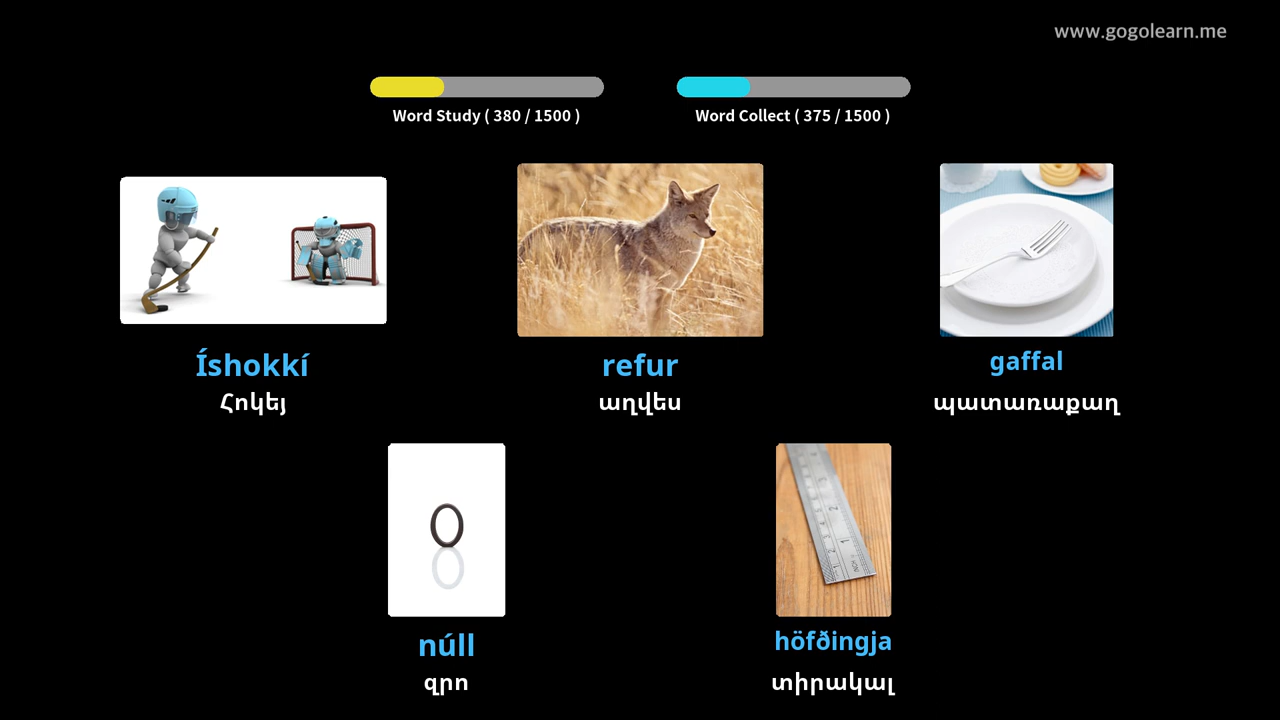 www.gogolearn.me
Word Study ( 380 / 1500 )
Word Collect ( 375 / 1500 )
Íshokkí
Հոկեյ
refur
աղվես
gaffal
պատառաքաղ
núll
զրո
höfðingja
տիրակալ